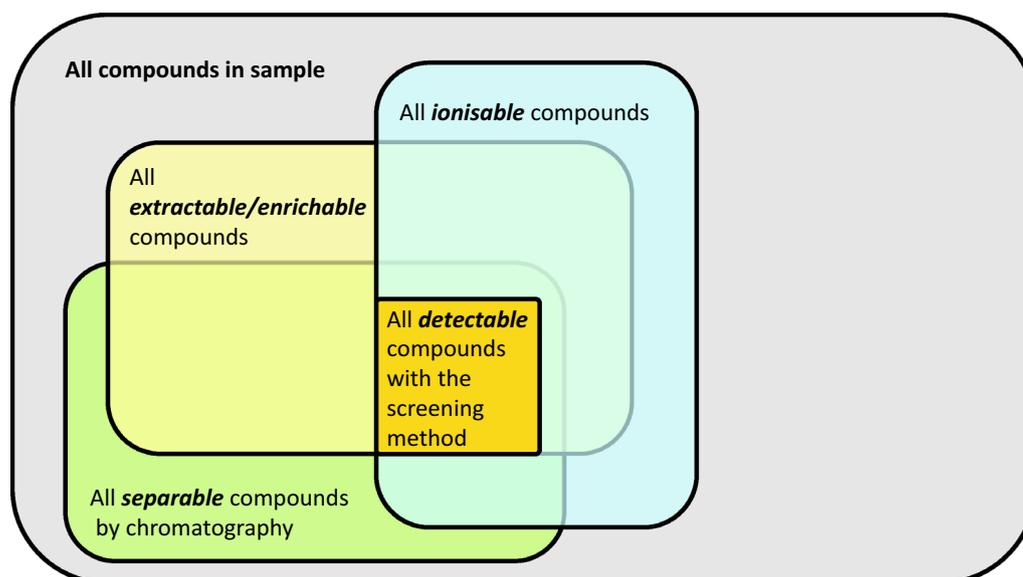 All compounds in sample
All ionisable compounds
All
extractable/enrichable
compounds
All detectable
compounds
with the
screening
method
All separable compounds
by chromatography